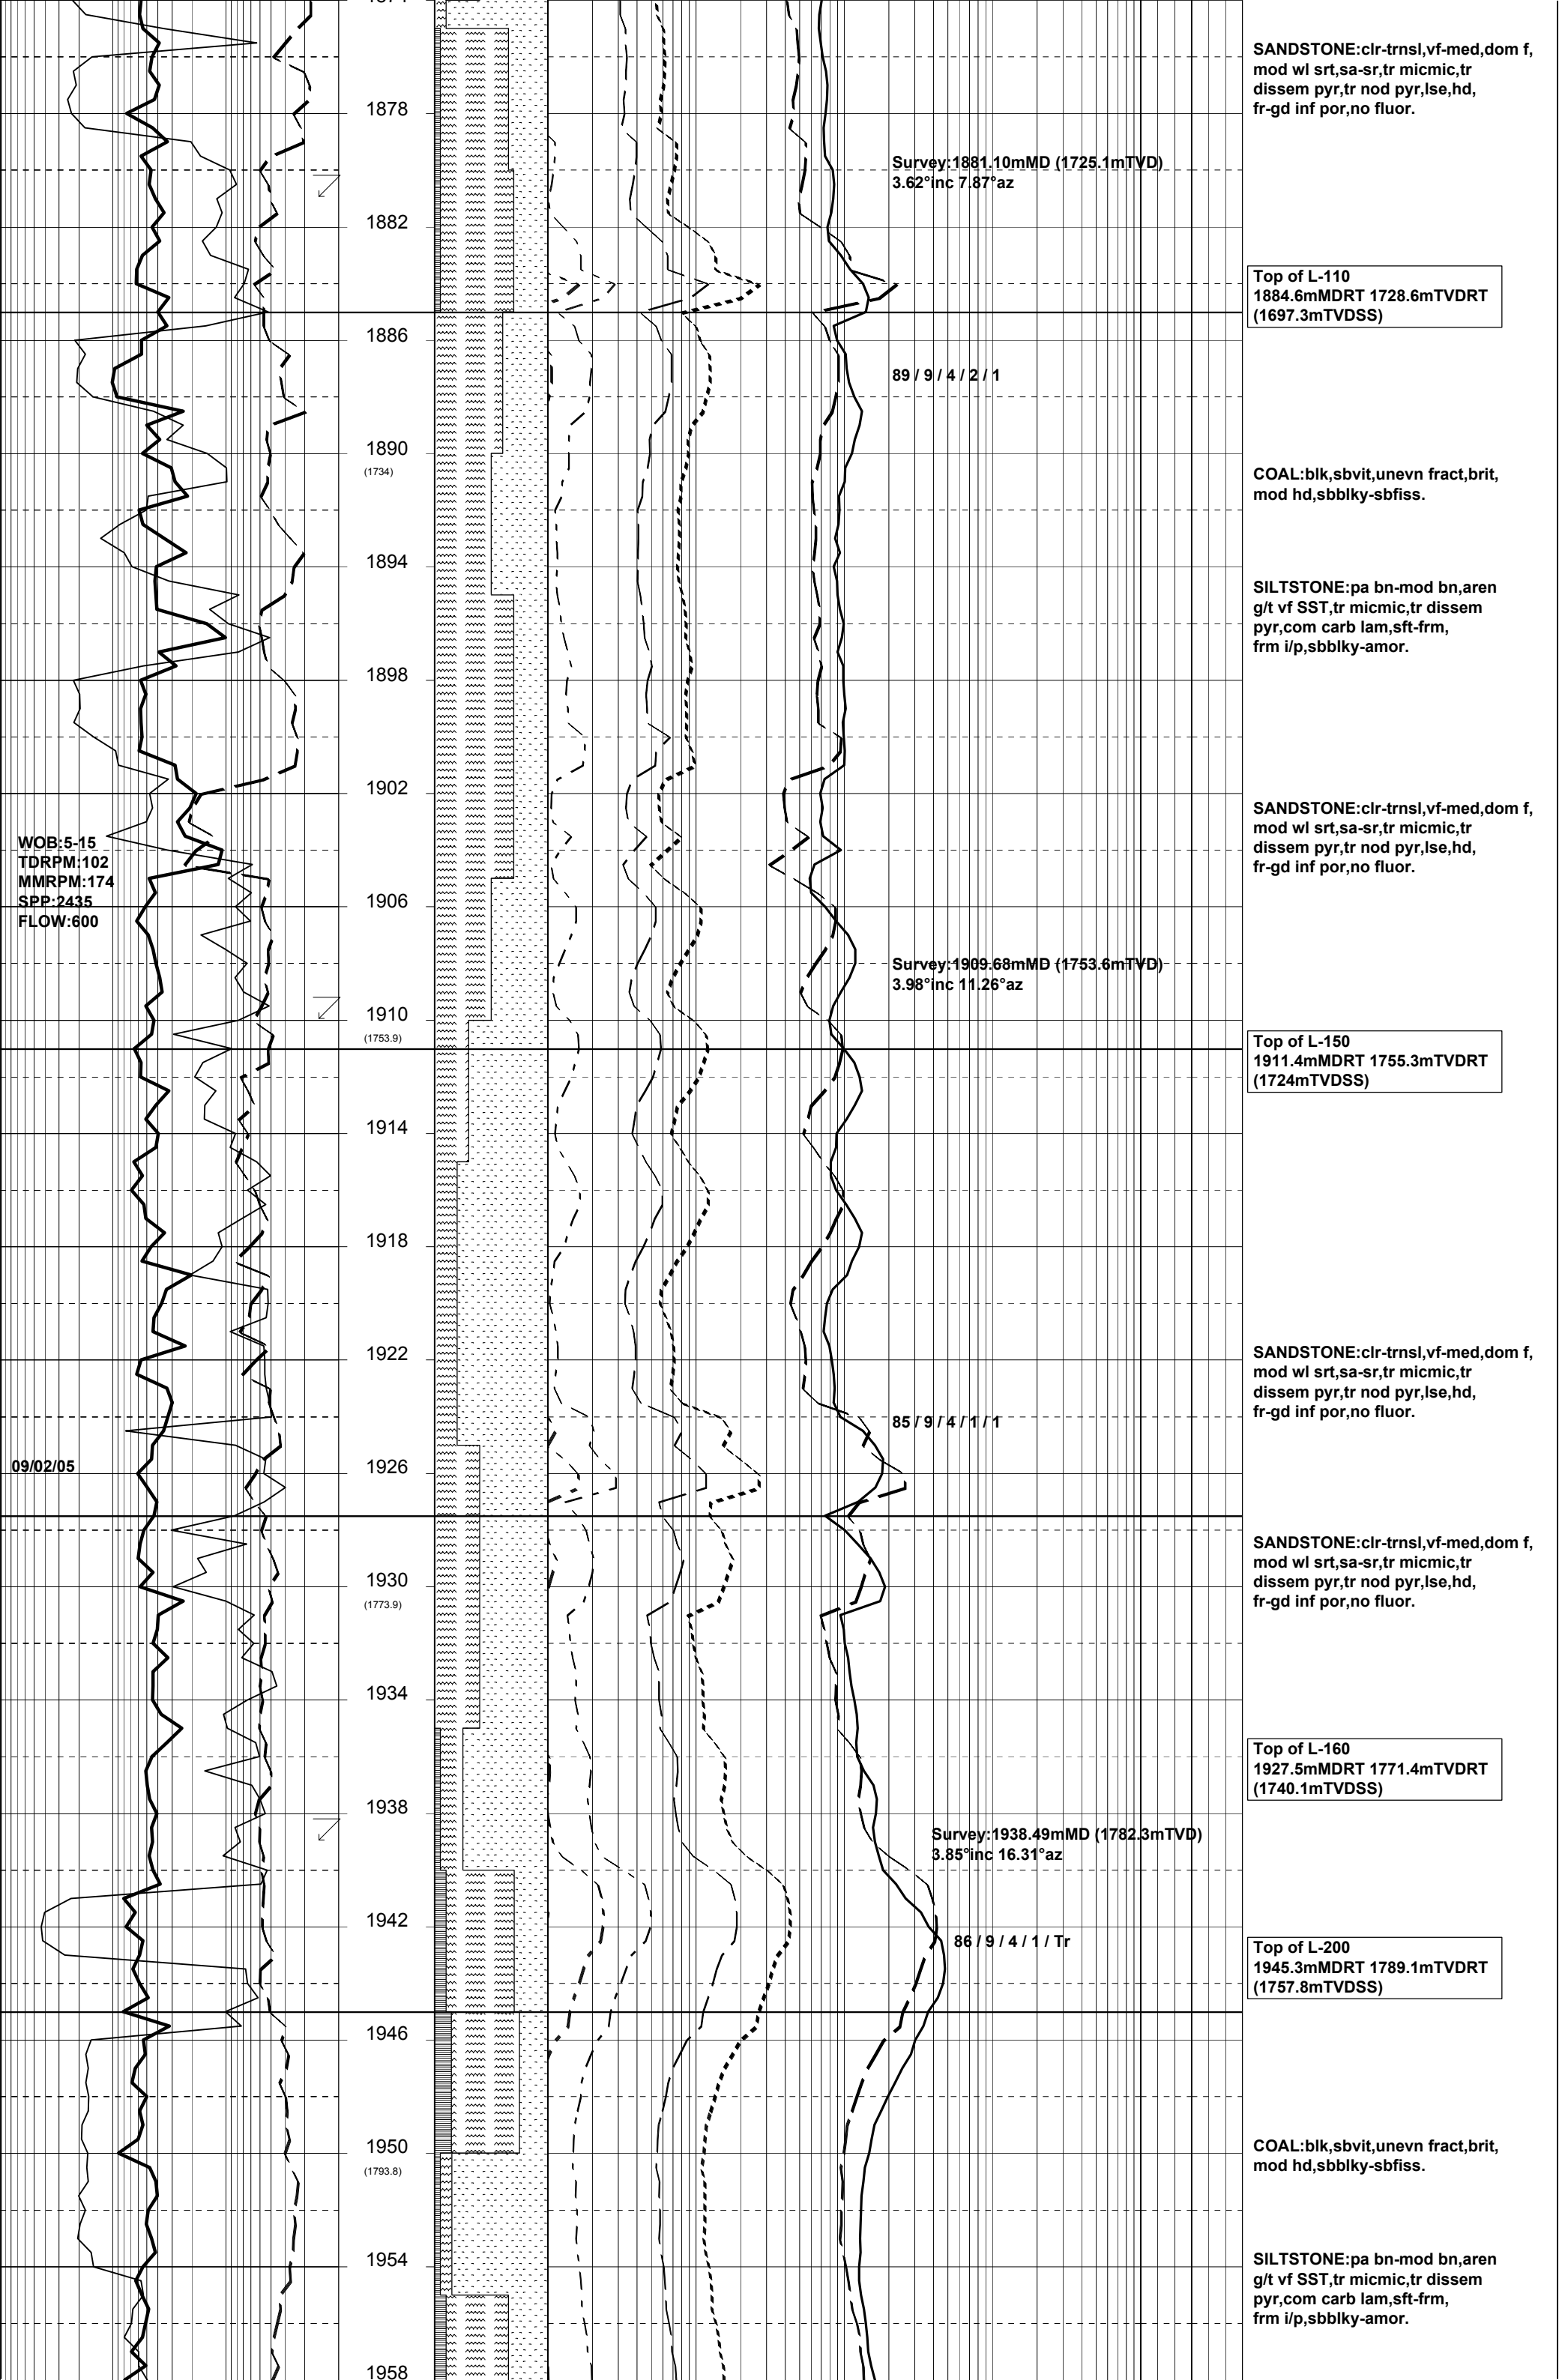 SANDSTONE:clr-trnsl,vf-med,dom f,
mod wl srt,sa-sr,tr micmic,tr
dissem pyr,tr nod pyr,lse,hd,
fr-gd inf por,no fluor.
1878
Survey:1881.10mMD (1725.1mTVD)
3.62°inc 7.87°az
1882
Top of L-110
1884.6mMDRT 1728.6mTVDRT
(1697.3mTVDSS)
1886
89 / 9 / 4 / 2 / 1
1890
(1734)
COAL:blk,sbvit,unevn fract,brit,
mod hd,sbblky-sbfiss.
1894
SILTSTONE:pa bn-mod bn,aren
g/t vf SST,tr micmic,tr dissem
pyr,com carb lam,sft-frm,
frm i/p,sbblky-amor.
1898
1902
SANDSTONE:clr-trnsl,vf-med,dom f,
mod wl srt,sa-sr,tr micmic,tr
dissem pyr,tr nod pyr,lse,hd,
fr-gd inf por,no fluor.
WOB:5-15
TDRPM:102
MMRPM:174
SPP:2435
FLOW:600
1906
Survey:1909.68mMD (1753.6mTVD)
3.98°inc 11.26°az
1910
(1753.9)
Top of L-150
1911.4mMDRT 1755.3mTVDRT
(1724mTVDSS)
1914
1918
1922
SANDSTONE:clr-trnsl,vf-med,dom f,
mod wl srt,sa-sr,tr micmic,tr
dissem pyr,tr nod pyr,lse,hd,
fr-gd inf por,no fluor.
85 / 9 / 4 / 1 / 1
09/02/05
1926
SANDSTONE:clr-trnsl,vf-med,dom f,
mod wl srt,sa-sr,tr micmic,tr
dissem pyr,tr nod pyr,lse,hd,
fr-gd inf por,no fluor.
1930
(1773.9)
1934
Top of L-160
1927.5mMDRT 1771.4mTVDRT
(1740.1mTVDSS)
1938
Survey:1938.49mMD (1782.3mTVD)
3.85°inc 16.31°az
1942
86 / 9 / 4 / 1 / Tr
Top of L-200
1945.3mMDRT 1789.1mTVDRT
(1757.8mTVDSS)
1946
1950
(1793.8)
COAL:blk,sbvit,unevn fract,brit,
mod hd,sbblky-sbfiss.
1954
SILTSTONE:pa bn-mod bn,aren
g/t vf SST,tr micmic,tr dissem
pyr,com carb lam,sft-frm,
frm i/p,sbblky-amor.
1958